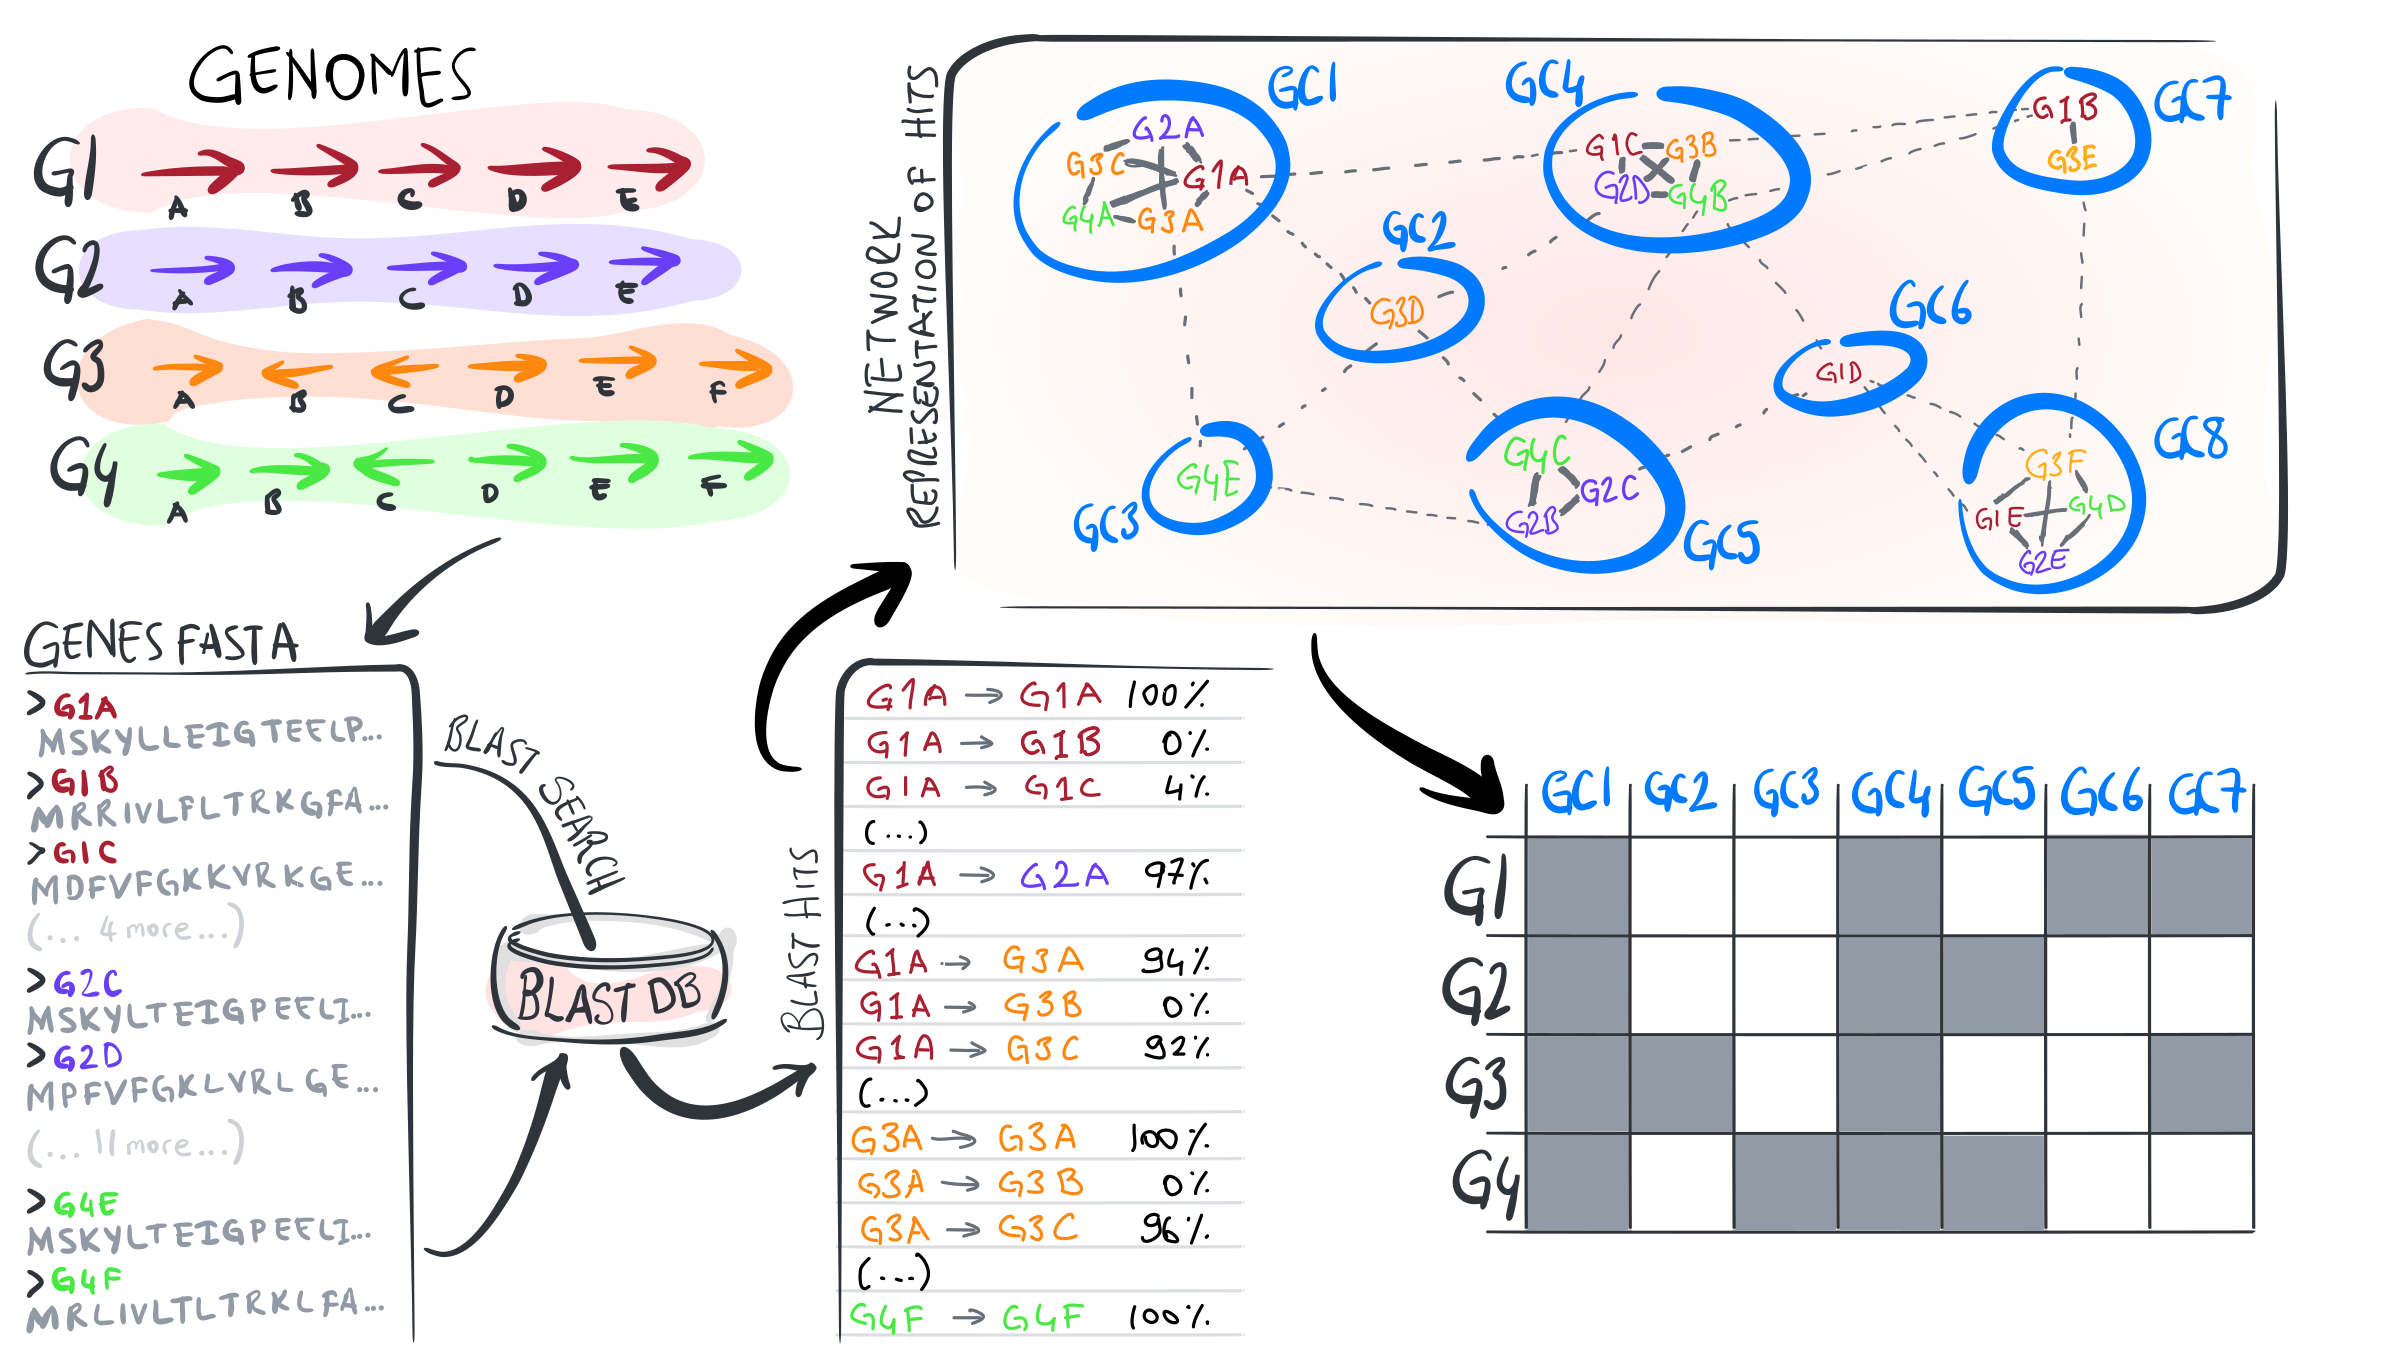 GENOMES
G1
A B C D E
G2
A B C D E
G3
A B C D E F
G4
A B C D E F
GENES FASTA
>G1A
MSKYLLEIGTEELP...
>G1B
MRRIVLFLTRKGFA...
>G1C
MDFVFGKKVRKGE...
(... 4 more...)
>G2C
MSKYLTEIGPEELI...
>G2D
MPFVFGKLVRLGE...
(... 11 more...)
>G4E
MSKYLTEIGPEELI...
>G4F
MRLIVLTLTRKLFA...
BLAST SEARCH
BLAST DB
BLAST HITS
G1A → G1A 100%
G1A → G1B 0%
G1A → G1C 4%
(...)
G1A → G2A 97%
(...)
G1A → G3A 94%
G1A → G3B 0%
G1A → G3C 92%
(...)
G3A → G3A 100%
G3A → G3B 0%
G3A → G3C 96%
(...)
G4F → G4F 100%
NETWORK
REPRESENTATION OF HITS
GC1
G2A
G3C G1A
G4A G3A
GC4
G1C G3B
G2D G4B
GC7
G1B
G3E
GC2
G3D
GC6
G1D
GC3
G4E
GC5
G4C
G2C
G2B
GC8
G3F
G1E G4D
G2E
GC1 GC2 GC3 GC4 GC5 GC6 GC7
G1
G2
G3
G4